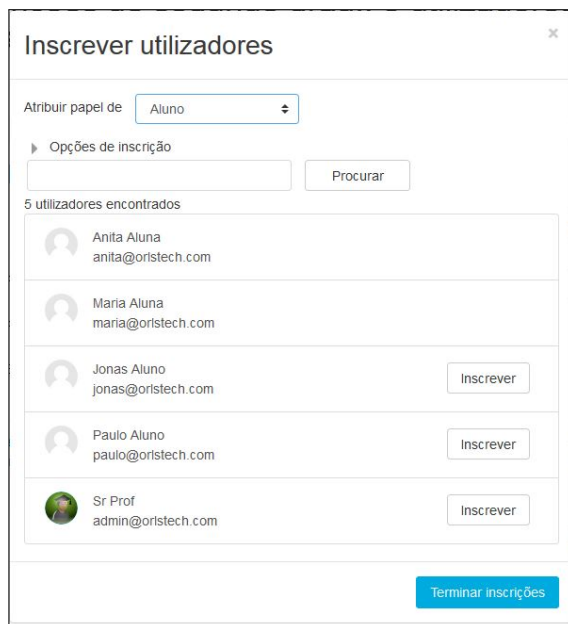 Inscrever utilizadores
×
Atribuir papel de Aluno
Opções de inscrição
Procurar
5 utilizadores encontrados
Anita Aluna
anita@orlstech.com
Maria Aluna
maria@orlstech.com
Jonas Aluno
jonas@orlstech.com
Inscrever
Paulo Aluno
paulo@orlstech.com
Inscrever
Sr Prof
admin@orlstech.com
Inscrever
Terminar inscrições